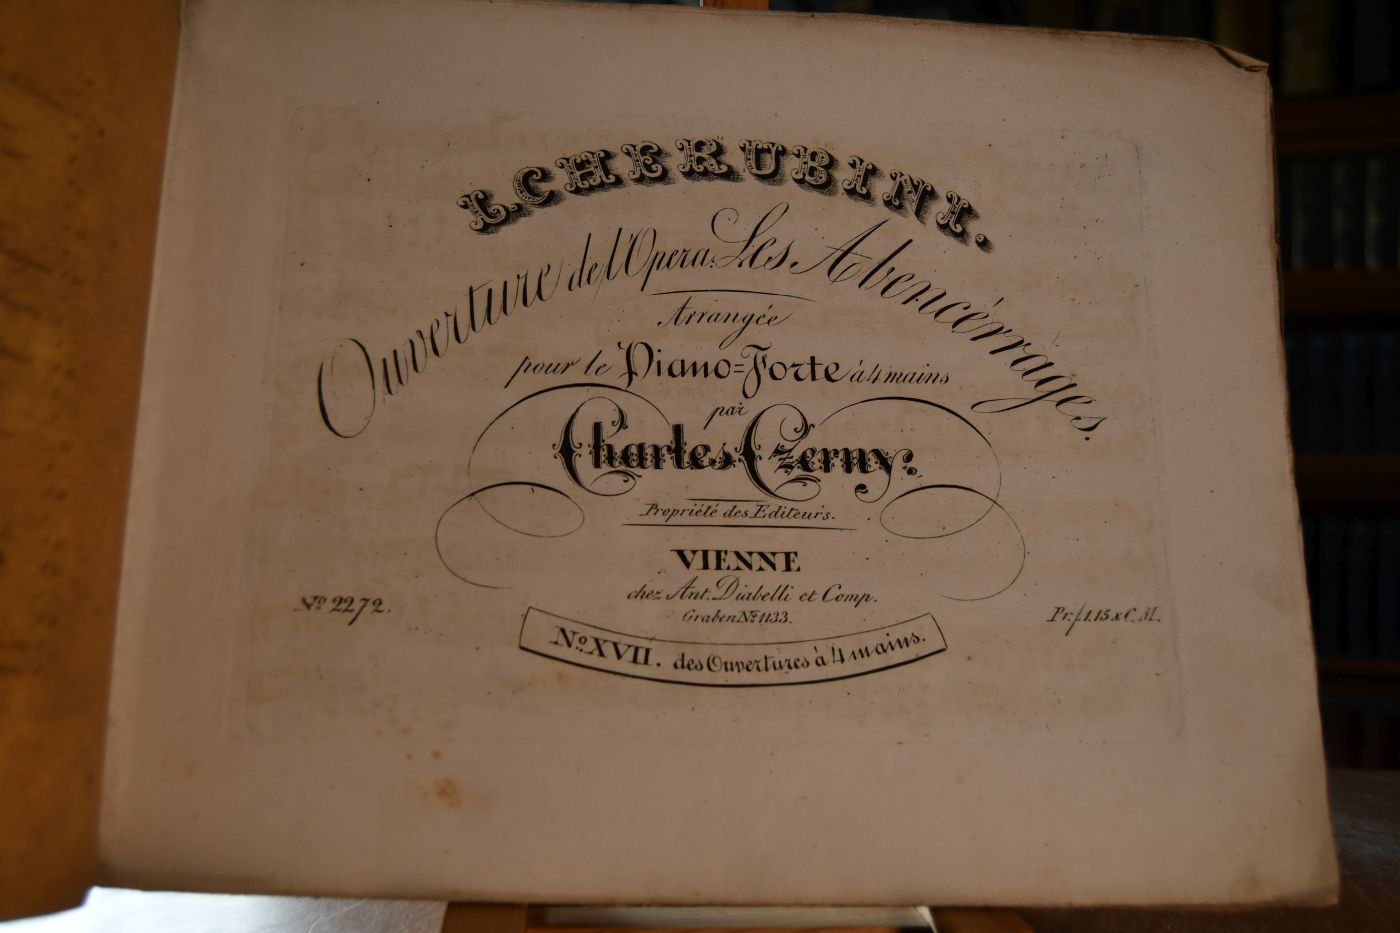 L. CHERUBINI.
Ouverture de l'Opera: Les Abencérrages.
Arrangée
pour le Piano=Forte à 4 mains
par
Charles Czerny.
Propriété des Editeurs.
VIENNE
chez Ant. Diabelli et Comp.
Graben No. 1133.
No. 2272.
Pr. f 1.15 x C. M.
No. XVII. des Ouvertures à 4 mains.